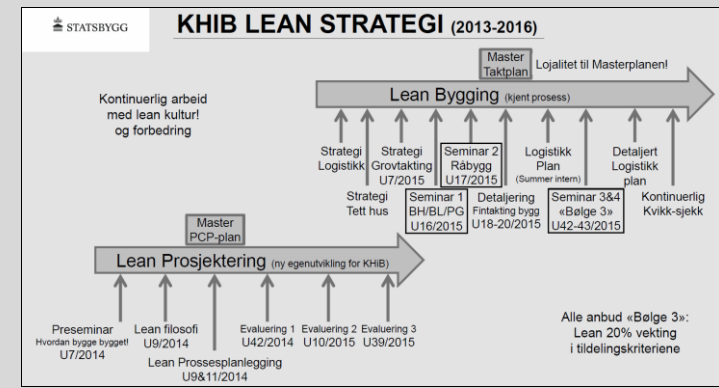 STATSBYGG
KHIB LEAN STRATEGI (2013-2016)
Master
Taktplan
Lojalitet til Masterplanen!
Kontinuerlig arbeid
med lean kultur!
og forbedring
Lean Bygging (kjent prosess)
Strategi
Logistikk
Strategi
Tett hus
Strategi
Grovtakting
U7/2015
Seminar 1
BH/BL/PG
U16/2015
Seminar 2
Råbygg
U17/2015
Detaljering
Fintakting bygg
U18-20/2015
Logistikk
Plan
(Summer intern)
Seminar 3&4
«Bølge 3»
U42-43/2015
Detaljert
Logistikk
plan
Kontinuerlig
Kvikk-sjekk
Master
PCP-plan
Lean Prosjektering (ny egenutvikling for KHiB)
Preseminar
Hvordan bygge bygget!
U7/2014
Lean filosofi
U9/2014
Lean Prossesplanlegging
U9&11/2014
Evaluering 1
U42/2014
Evaluering 2
U10/2015
Evaluering 3
U39/2015
Alle anbud «Bølge 3»:
Lean 20% vekting
i tildelingskriteriene